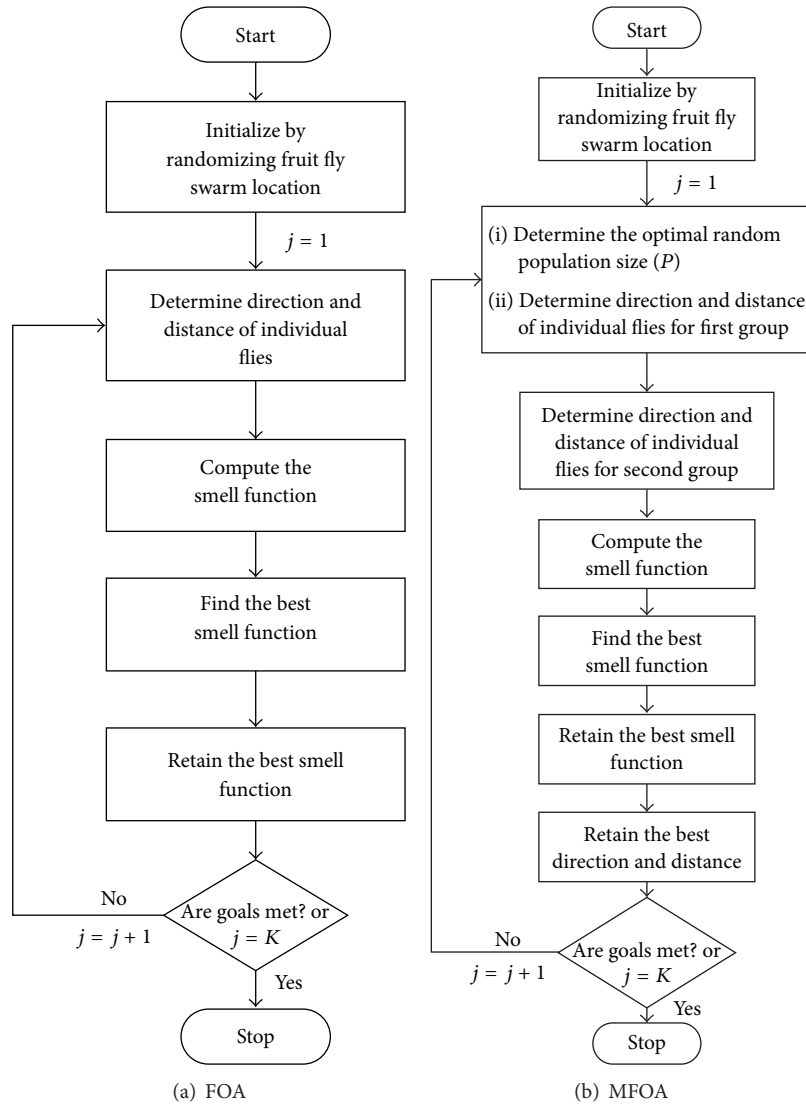 Start
Initialize by
randomizing fruit fly
swarm location
j = 1
Determine direction and
distance of individual
flies
Compute the
smell function
Find the best
smell function
Retain the best smell
function
Are goals met? or
j = K
No
j = j + 1
Yes
Stop
(a) FOA
Start
Initialize by
randomizing fruit fly
swarm location
j = 1
(i) Determine the optimal random
population size (P)
(ii) Determine direction and distance
of individual flies for first group
Determine direction and
distance of individual
flies for second group
Compute the
smell function
Find the best
smell function
Retain the best smell
function
Retain the best
direction and distance
Are goals met? or
j = K
No
j = j + 1
Yes
Stop
(b) MFOA